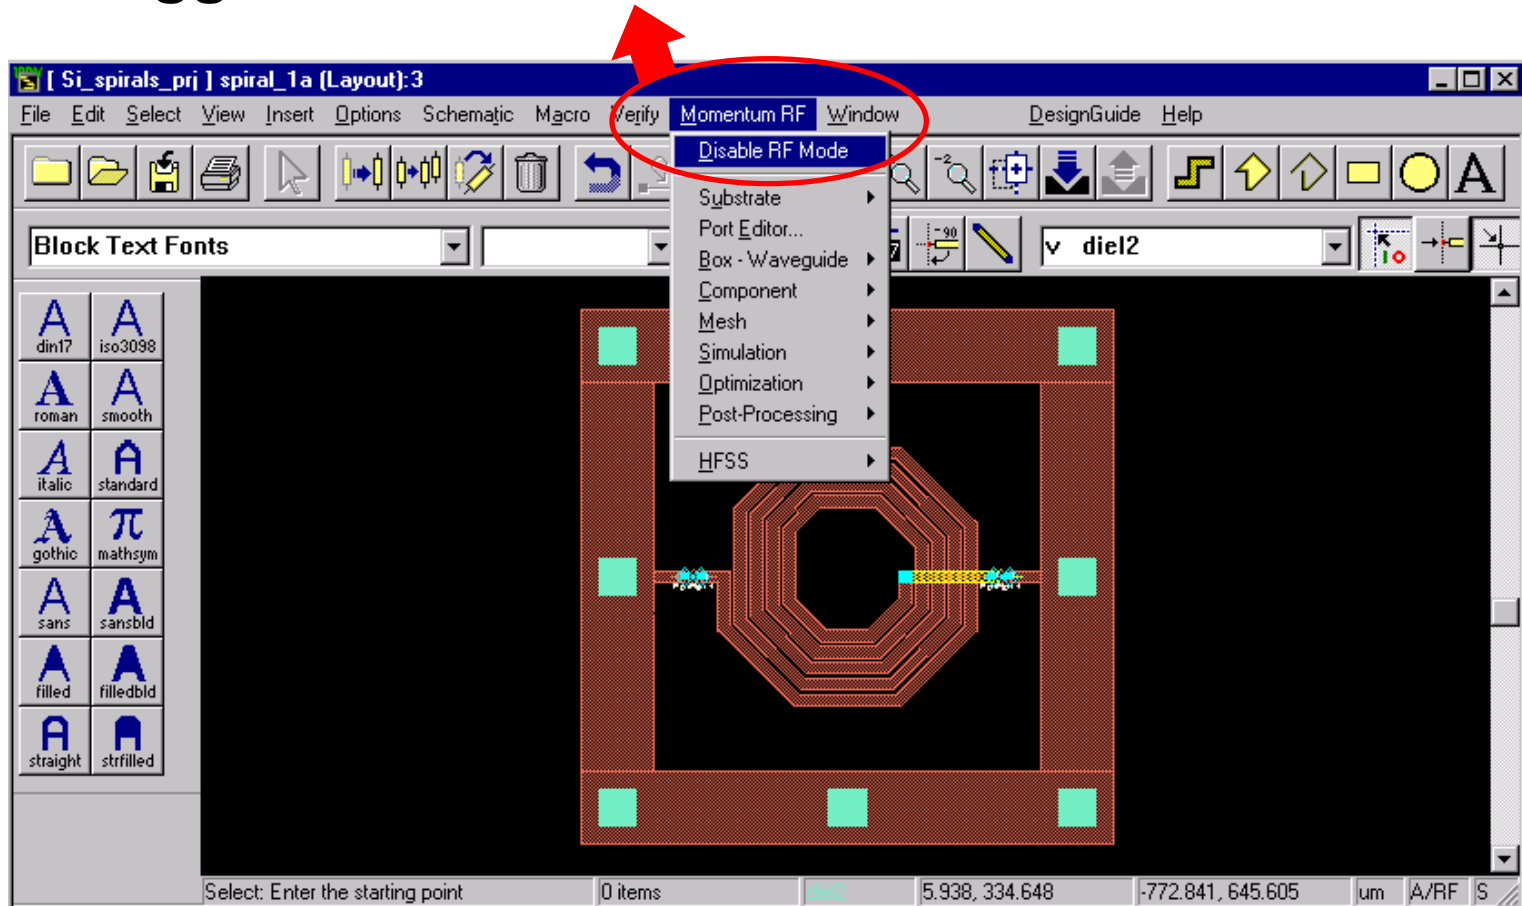 [ Si_spirals_prj ] spiral_1a (Layout):3
File Edit Select View Insert Options Schematic Macro Verify Momentum RF Window DesignGuide Help
Disable RF Mode
-2
Substrate
Port Editor...
Box - Waveguide
Component
Mesh
Simulation
Optimization
Post-Processing
HFSS
Block Text Fonts
-90
v diel2
A
din17
A
iso3098
A
roman
A
smooth
A
italic
A
standard
A
gothic
π
mathsym
A
sans
A
sansbld
A
filled
A
filledbld
A
straight
A
strfilled
Select: Enter the starting point 0 items diel2 5.938, 334.648 -772.841, 645.605 um A/RF S